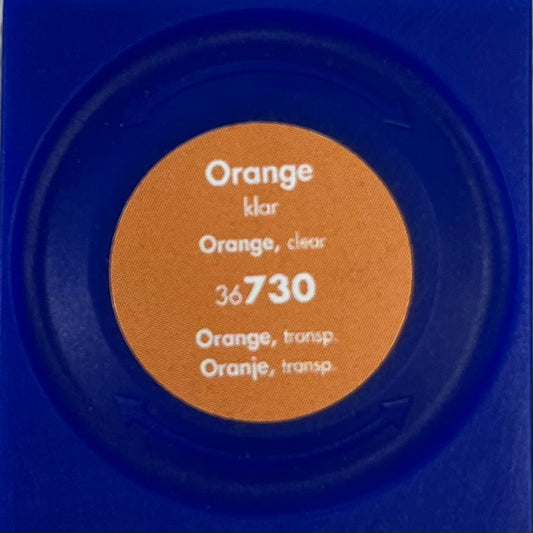 Orange
klar
Orange, clear
36730
Orange, transp.
Oranje, transp.